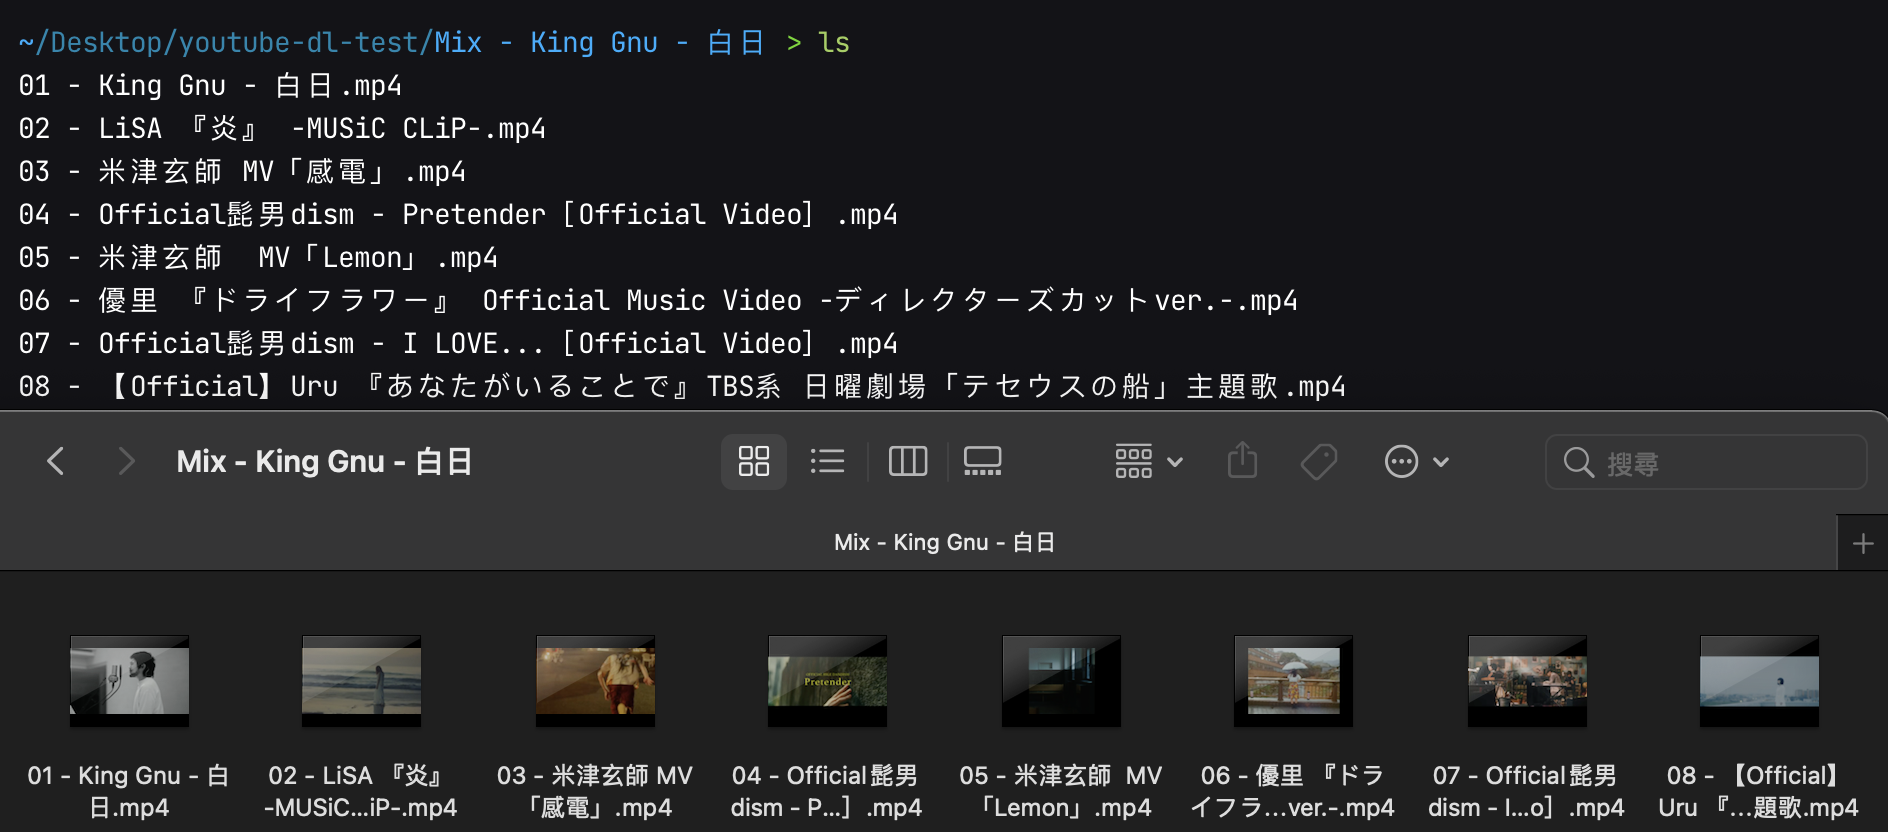 ~/Desktop/youtube-dl-test/Mix - King Gnu - 白日 > ls
01 - King Gnu - 白日.mp4
02 - LiSA 『炎』 -MUSiC CLiP-.mp4
03 - 米津玄師 MV「感電」.mp4
04 - Official髭男dism - Pretender［Official Video］.mp4
05 - 米津玄師  MV「Lemon」.mp4
06 - 優里 『ドライフラワー』 Official Music Video -ディレクターズカットver.-.mp4
07 - Official髭男dism - I LOVE...［Official Video］.mp4
08 - 【Official】Uru 『あなたがいることで』TBS系 日曜劇場「テセウスの船」主題歌.mp4
Mix - King Gnu - 白日
搜尋
Mix - King Gnu - 白日
Pretender
01 - King Gnu - 白
日.mp4
02 - LiSA 『炎』
-MUSiC...iP-.mp4
03 - 米津玄師 MV
「感電」.mp4
04 - Official髭男
dism - P...］.mp4
05 - 米津玄師  MV
「Lemon」.mp4
06 - 優里 『ドラ
イフラ...ver.-.mp4
07 - Official髭男
dism - I...o］.mp4
08 - 【Official】
Uru 『...題歌.mp4